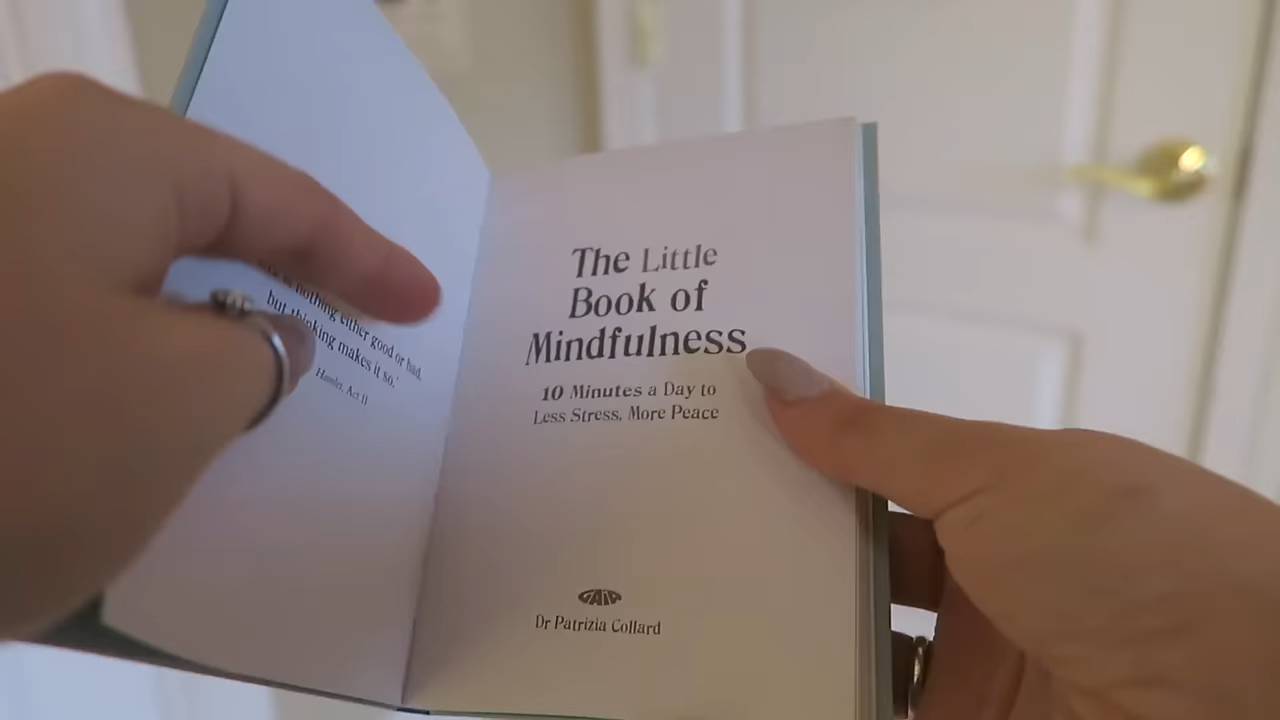 nothing either good or bad,
but thinking makes it so.'
Hamlet, Act II
The Little
Book of
Mindfulness
10 Minutes a Day to
Less Stress, More Peace
GAIA
Dr Patrizia Collard